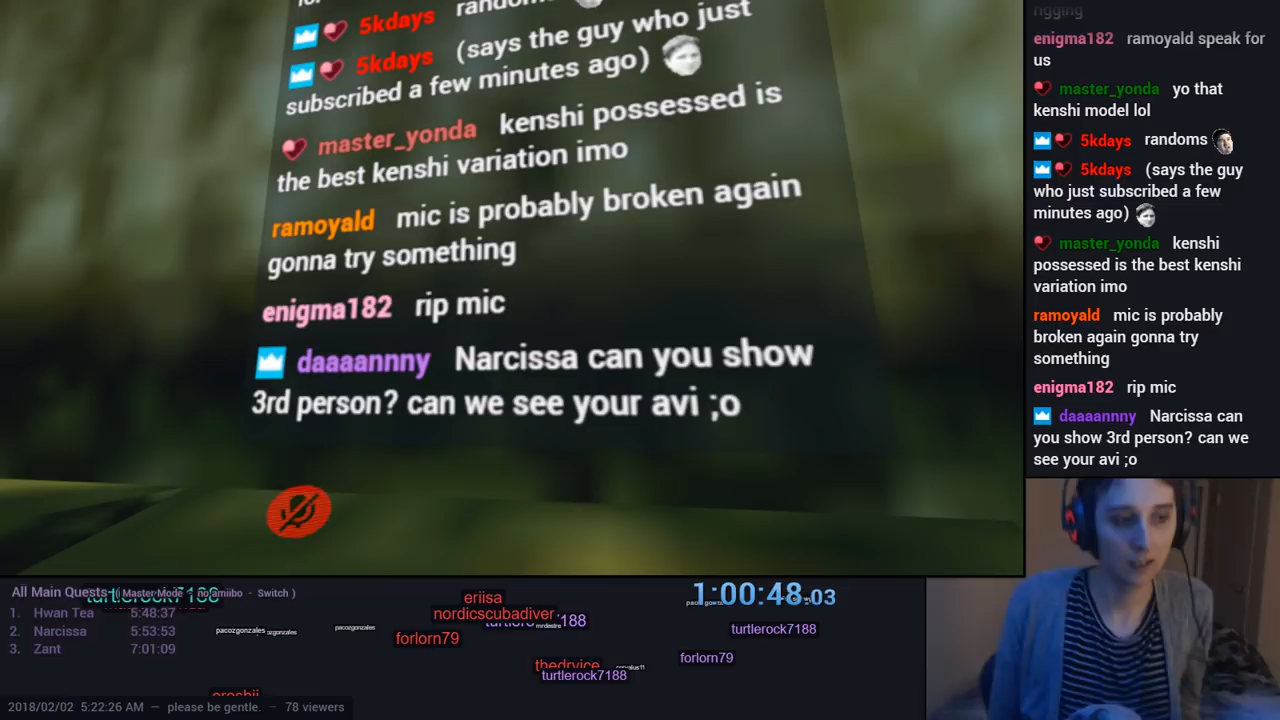 5kdays
5kdays (says the guy who just
subscribed a few minutes ago)
master_yonda kenshi possessed is
the best kenshi variation imo
ramoyald mic is probably broken again
gonna try something
enigma182 rip mic
daaaannny Narcissa can you show
3rd person? can we see your avi ;o
rigging
enigma182 ramoyald speak for
us
master_yonda yo that
kenshi model lol
5kdays randoms
5kdays (says the guy
who just subscribed a few
minutes ago)
master_yonda kenshi
possessed is the best kenshi
variation imo
ramoyald mic is probably
broken again gonna try
something
enigma182 rip mic
daaaannny Narcissa can
you show 3rd person? can we
see your avi ;o
All Main Quests ( Master Mode - no amiibo - Switch )
turtlerock7188
1. Hwan Tea 5:48:37
2. Narcissa 5:53:53
3. Zant 7:01:09
pacozgonzales
pacozgonzales
eriisa
nordicscubadiver
forlorn79
thedrvice
turtlerock7188
1:00:48.03
turtlerock7188
forlorn79
2018/02/02 5:22:26 AM — please be gentle. — 78 viewers